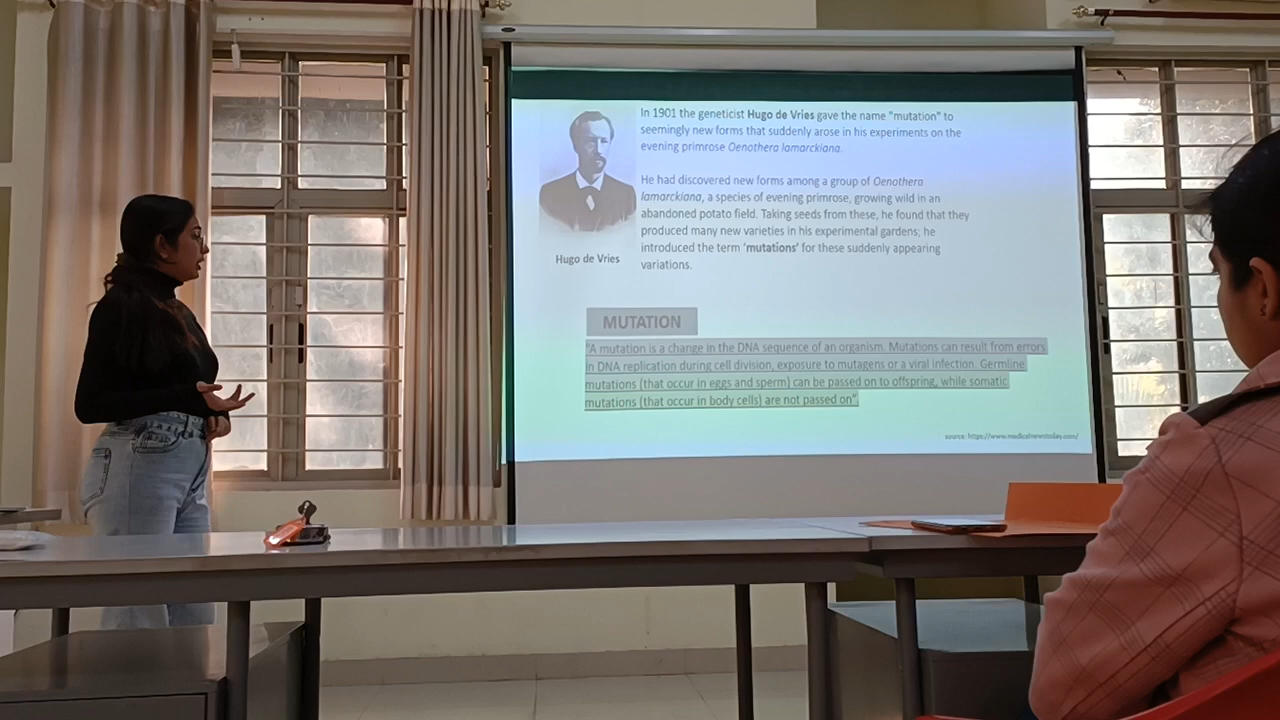 In 1901 the geneticist Hugo de Vries gave the name "mutation" to
seemingly new forms that suddenly arose in his experiments on the
evening primrose Oenothera lamarckiana.
He had discovered new forms among a group of Oenothera
lamarckiana, a species of evening primrose, growing wild in an
abandoned potato field. Taking seeds from these, he found that they
produced many new varieties in his experimental gardens; he
introduced the term 'mutations' for these suddenly appearing
variations.
Hugo de Vries
MUTATION
"A mutation is a change in the DNA sequence of an organism. Mutations can result from errors
in DNA replication during cell division, exposure to mutagens or a viral infection. Germline
mutations (that occur in eggs and sperm) can be passed on to offspring, while somatic
mutations (that occur in body cells) are not passed on"
source: https://www.medicalnewstoday.com/